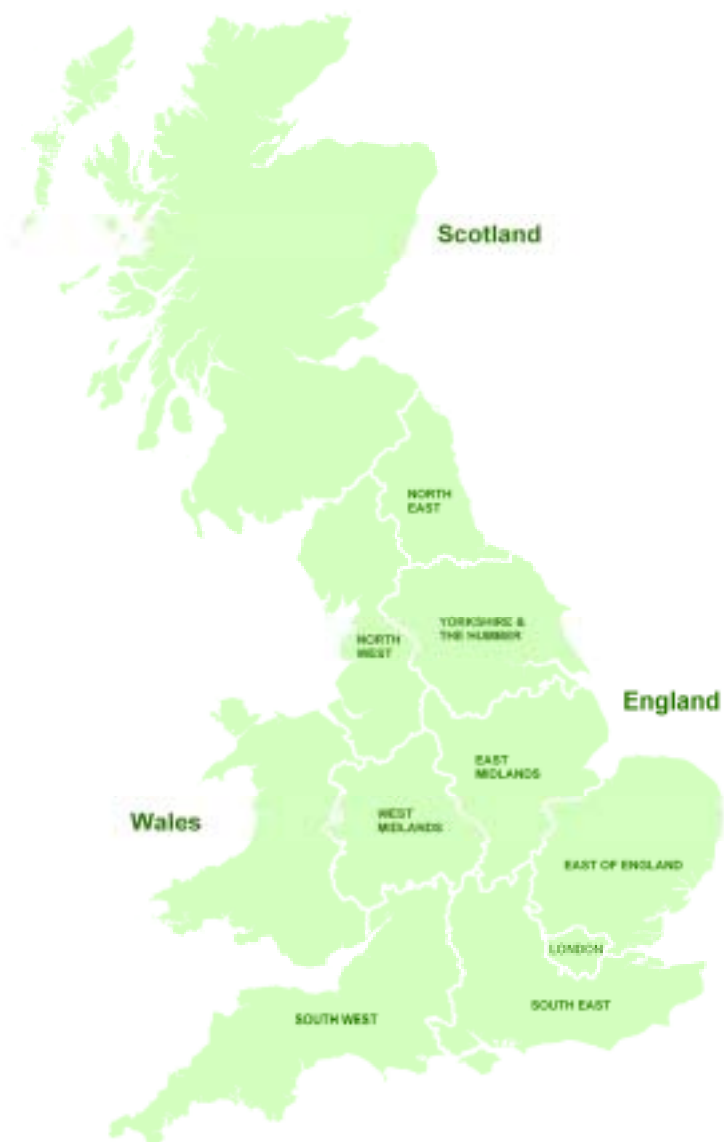 Scotland
NORTH
EAST
YORKSHIRE &
THE HUMBER
NORTH
WEST
England
EAST
MIDLANDS
Wales
WEST
MIDLANDS
EAST OF ENGLAND
LONDON
SOUTH EAST
SOUTH WEST